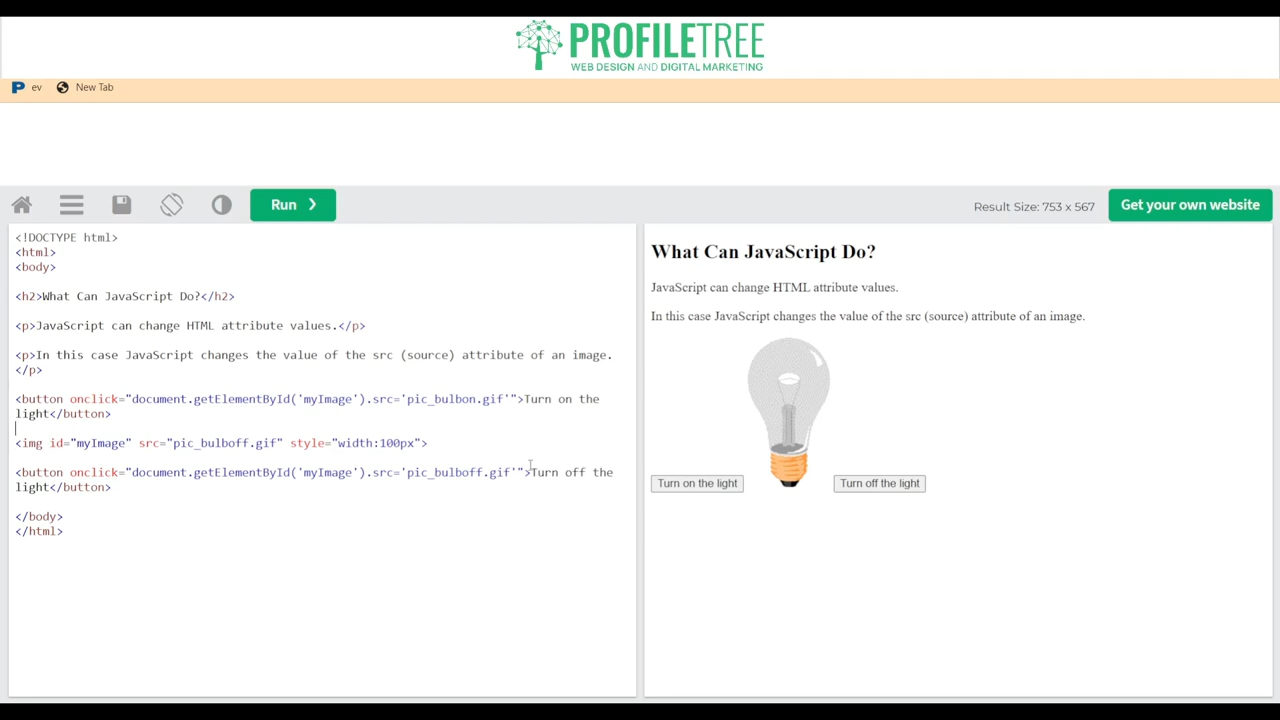 PROFILETREE
WEB DESIGN AND DIGITAL MARKETING
P ev New Tab
Run ❯ Result Size: 753 x 567 Get your own website
<!DOCTYPE html>
<html>
<body>
<h2>What Can JavaScript Do?</h2>
<p>JavaScript can change HTML attribute values.</p>
<p>In this case JavaScript changes the value of the src (source) attribute of an image.
</p>
<button onclick="document.getElementById('myImage').src='pic_bulbon.gif'">Turn on the
light</button>
<img id="myImage" src="pic_bulboff.gif" style="width:100px">
<button onclick="document.getElementById('myImage').src='pic_bulboff.gif'">Turn off the
light</button>
</body>
</html>
What Can JavaScript Do?
JavaScript can change HTML attribute values.
In this case JavaScript changes the value of the src (source) attribute of an image.
Turn on the light Turn off the light